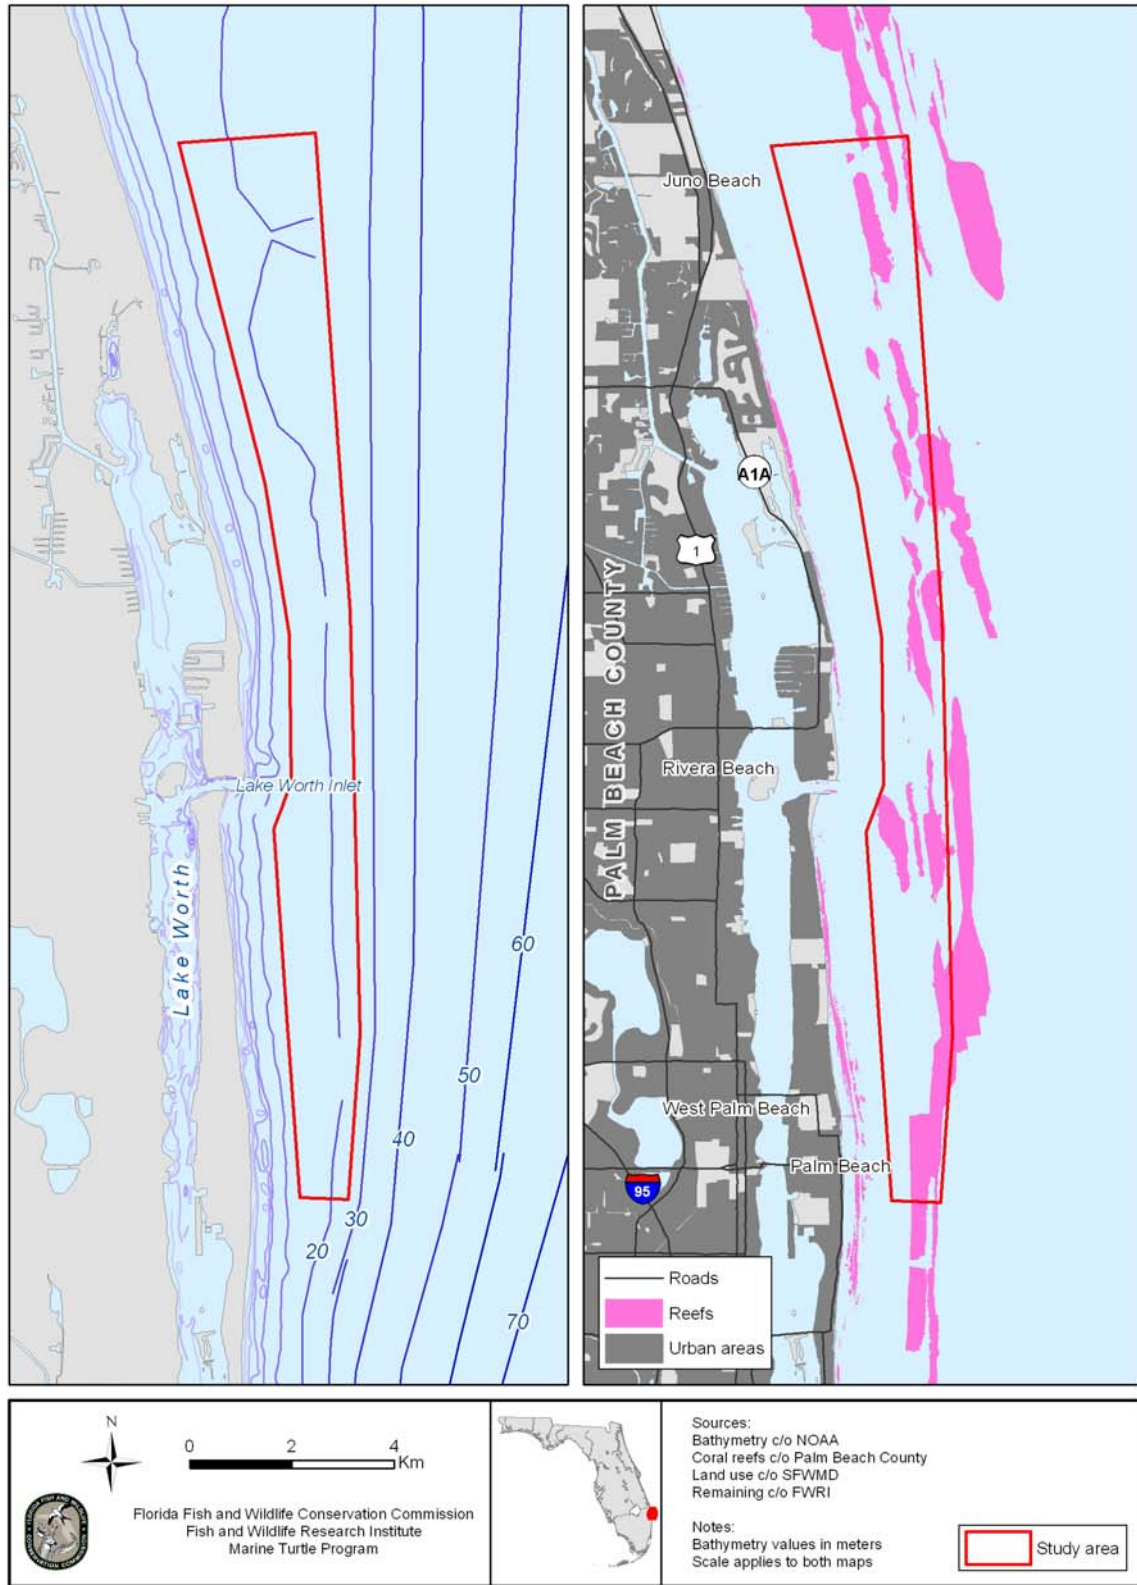 Lake Worth Inlet
Lake Worth
60
50
40
30
20
70
Juno Beach
A1A
1
PALM BEACH COUNTY
Rivera Beach
West Palm Beach
Palm Beach
95
Roads
Reefs
Urban areas
N
0 2 4
Km
Florida Fish and Wildlife Conservation Commission
Fish and Wildlife Research Institute
Marine Turtle Program
Sources:
Bathymetry c/o NOAA
Coral reefs c/o Palm Beach County
Land use c/o SFWMD
Remaining c/o FWRI
Notes:
Bathymetry values in meters
Scale applies to both maps
Study area